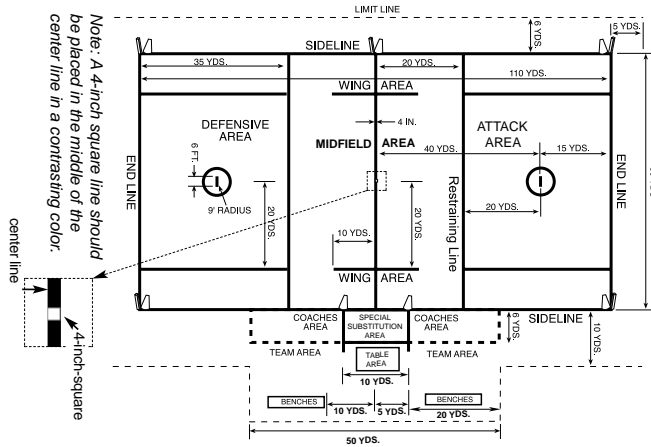 LIMIT LINE
6 YDS.
5 YDS.
SIDELINE
35 YDS.
20 YDS.
110 YDS.
WING AREA
4 IN.
DEFENSIVE
AREA
MIDFIELD AREA
ATTACK
AREA
40 YDS.
15 YDS.
6 FT.
END LINE
END LINE
9' RADIUS
20 YDS.
20 YDS.
Restraining Line
20 YDS.
10 YDS.
WING AREA
SIDELINE
COACHES
AREA
SPECIAL
SUBSTITUTION
AREA
COACHES
AREA
6 YDS.
10 YDS.
TEAM AREA
TEAM AREA
TABLE
AREA
10 YDS.
BENCHES
BENCHES
10 YDS.
5 YDS.
20 YDS.
50 YDS.
Note: A 4-inch square line should
be placed in the middle of the
center line in a contrasting color.
center line
4-inch-square